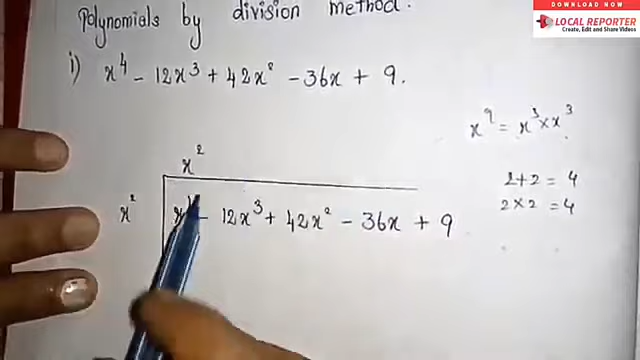 DOWNLOAD NOW
LOCAL REPORTER
Create, Edit and Share Videos
Polynomials by division method.
i) x⁴ - 12x³ + 42x² - 36x + 9.
x⁹ = x³ × x³
2+2 = 4
2×2 = 4
x²
x² x⁴ - 12x³ + 42x² - 36x + 9